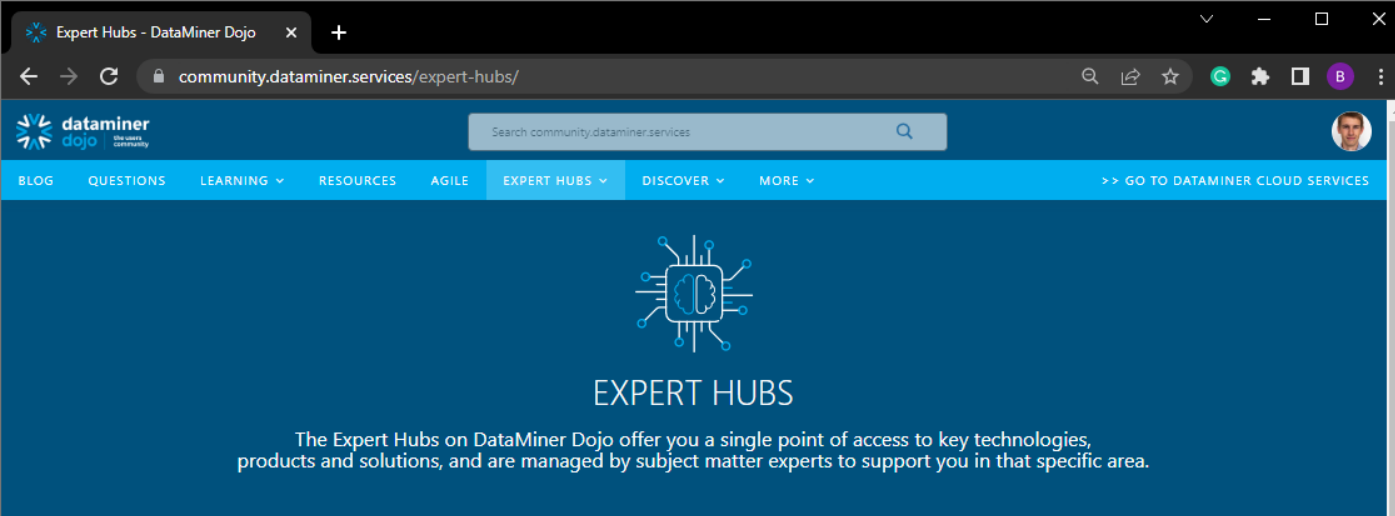 Expert Hubs - DataMiner Dojo
community.dataminer.services/expert-hubs/
G
B
dataminer
dojo the users community
Search community.dataminer.services
BLOG QUESTIONS LEARNING RESOURCES AGILE EXPERT HUBS DISCOVER MORE >> GO TO DATAMINER CLOUD SERVICES
EXPERT HUBS
The Expert Hubs on DataMiner Dojo offer you a single point of access to key technologies,
products and solutions, and are managed by subject matter experts to support you in that specific area.